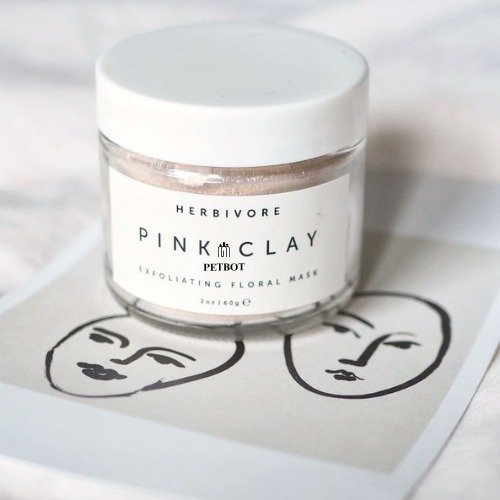 HERBIVORE
PINK CLAY
PETBOT
EXFOLIATING FLORAL MASK
2oz | 60g ℮